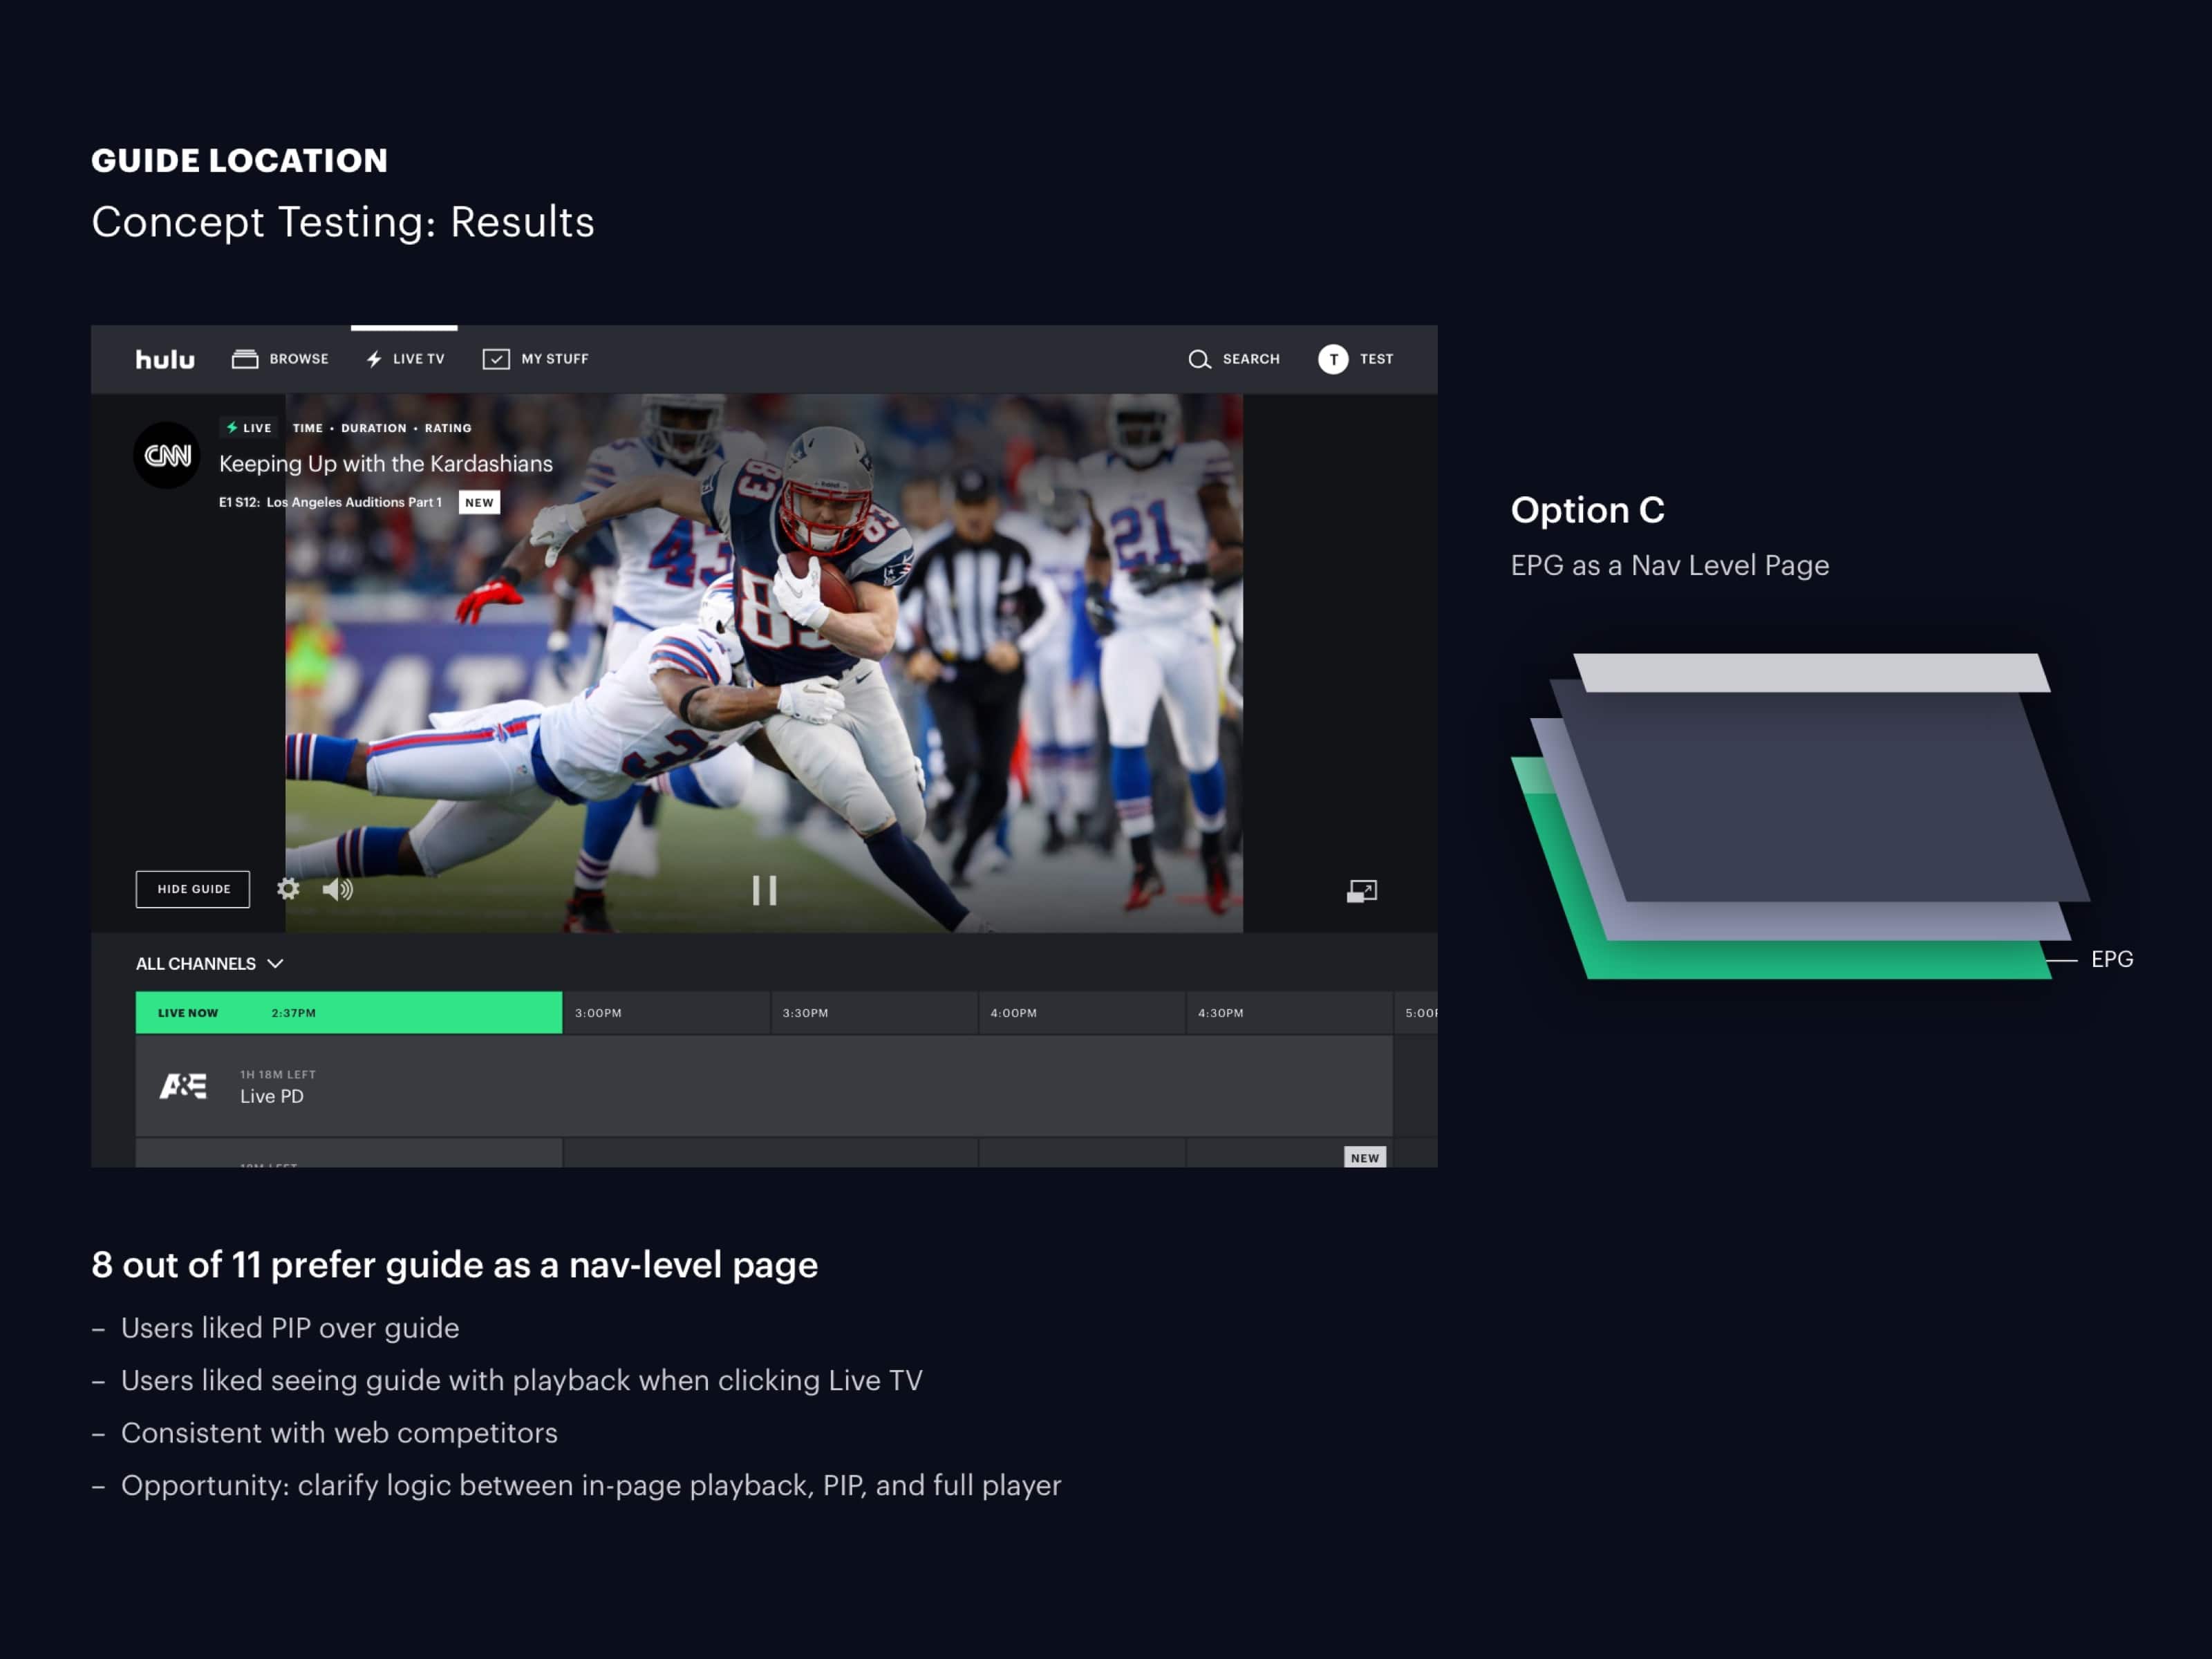 GUIDE LOCATION
Concept Testing: Results
hulu BROWSE LIVE TV MY STUFF SEARCH T TEST
CNN
LIVE TIME • DURATION • RATING
Keeping Up with the Kardashians
E1 S12: Los Angeles Auditions Part 1 NEW
83
83
43
21
83
HIDE GUIDE
Option C
EPG as a Nav Level Page
EPG
ALL CHANNELS
LIVE NOW 2:37PM 3:00PM 3:30PM 4:00PM 4:30PM
A&E
1H 18M LEFT
Live PD
NEW
8 out of 11 prefer guide as a nav-level page
– Users liked PIP over guide
– Users liked seeing guide with playback when clicking Live TV
– Consistent with web competitors
– Opportunity: clarify logic between in-page playback, PIP, and full player